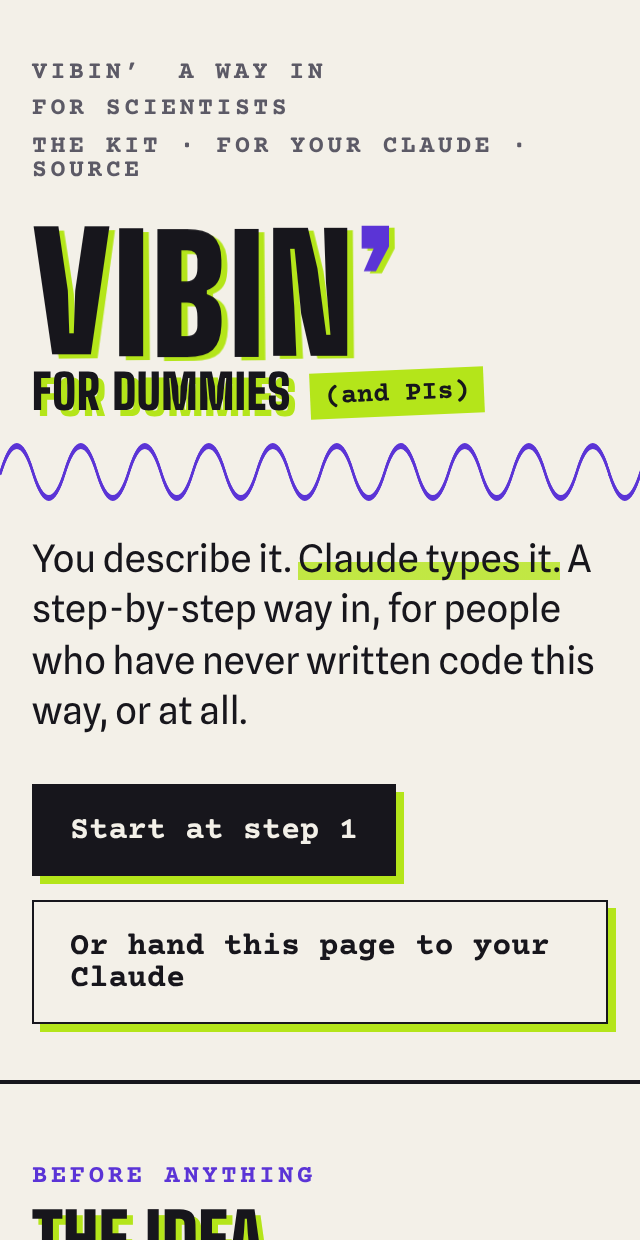 VIBIN’ A WAY IN
FOR SCIENTISTS
THE KIT · FOR YOUR CLAUDE ·
SOURCE
VIBIN’
FOR DUMMIES (and PIs)
You describe it. Claude types it. A
step-by-step way in, for people
who have never written code this
way, or at all.
Start at step 1
Or hand this page to your
Claude
BEFORE ANYTHING
THE IDEA